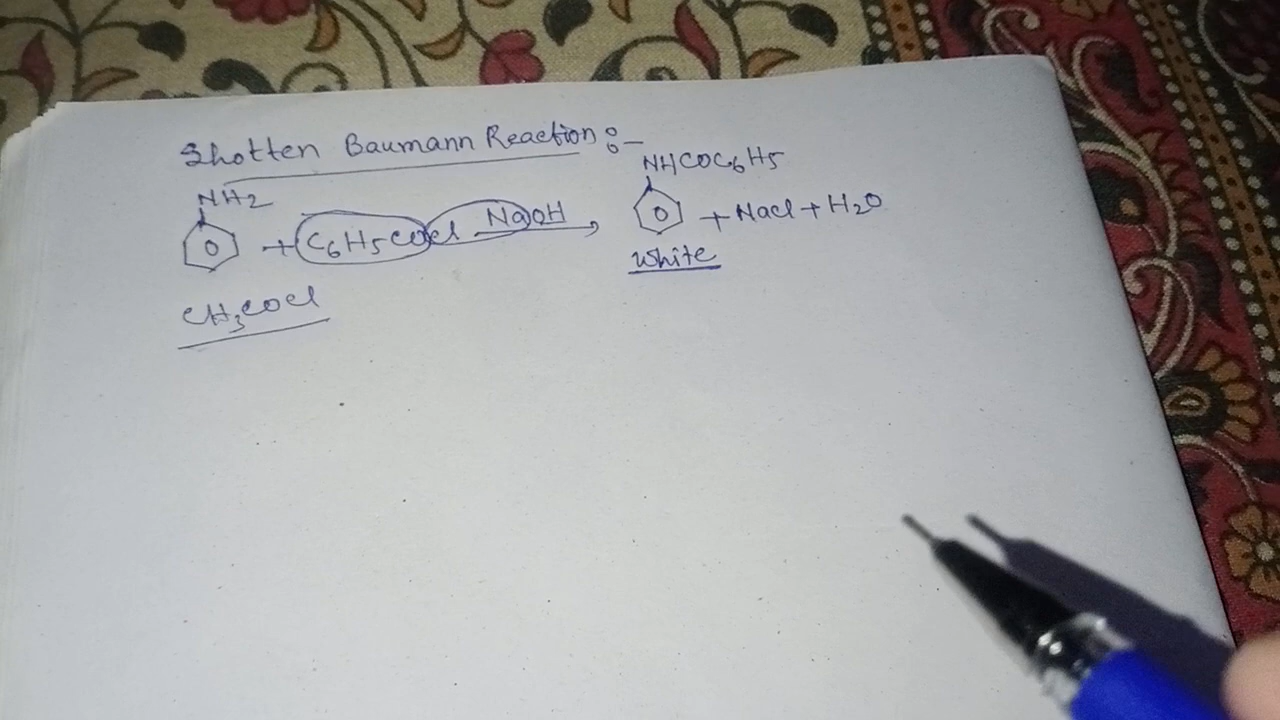 Shotten Baumann Reaction :-
NH2 NHCOC6H5
+ C6H5COCl NaOH → + NaCl + H2O
White
CH3COCl